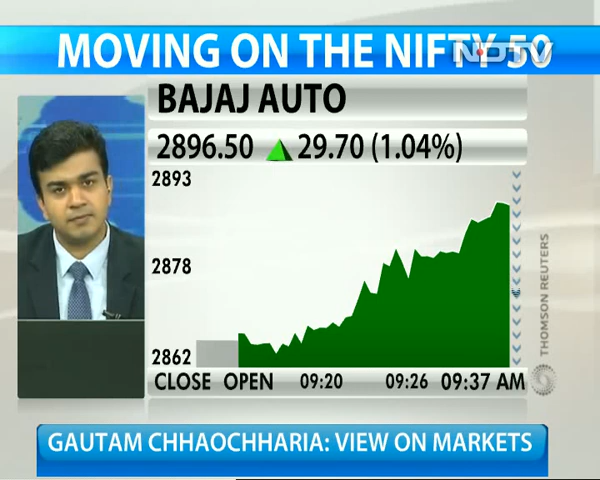 MOVING ON THE NIFTY 50
NDTV
BAJAJ AUTO
2896.50 ▲ 29.70 (1.04%)
2893
2878
2862
CLOSE OPEN 09:20 09:26 09:37 AM
THOMSON REUTERS
GAUTAM CHHAOCHHARIA: VIEW ON MARKETS